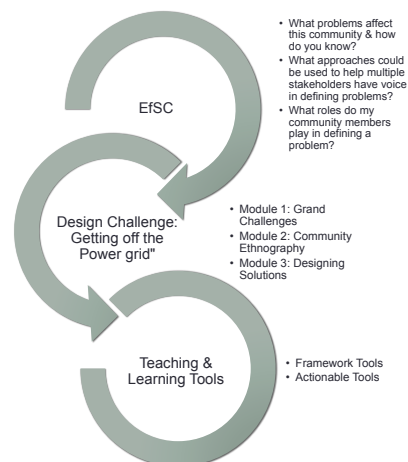 • What problems affect
this community & how
do you know?
• What approaches could
be used to help multiple
stakeholders have voice
in defining problems?
• What roles do my
community members
play in defining a
problem?
EfSC
Design Challenge:
Getting off the
Power grid"
• Module 1: Grand
Challenges
• Module 2: Community
Ethnography
• Module 3: Designing
Solutions
Teaching &
Learning Tools
• Framework Tools
• Actionable Tools